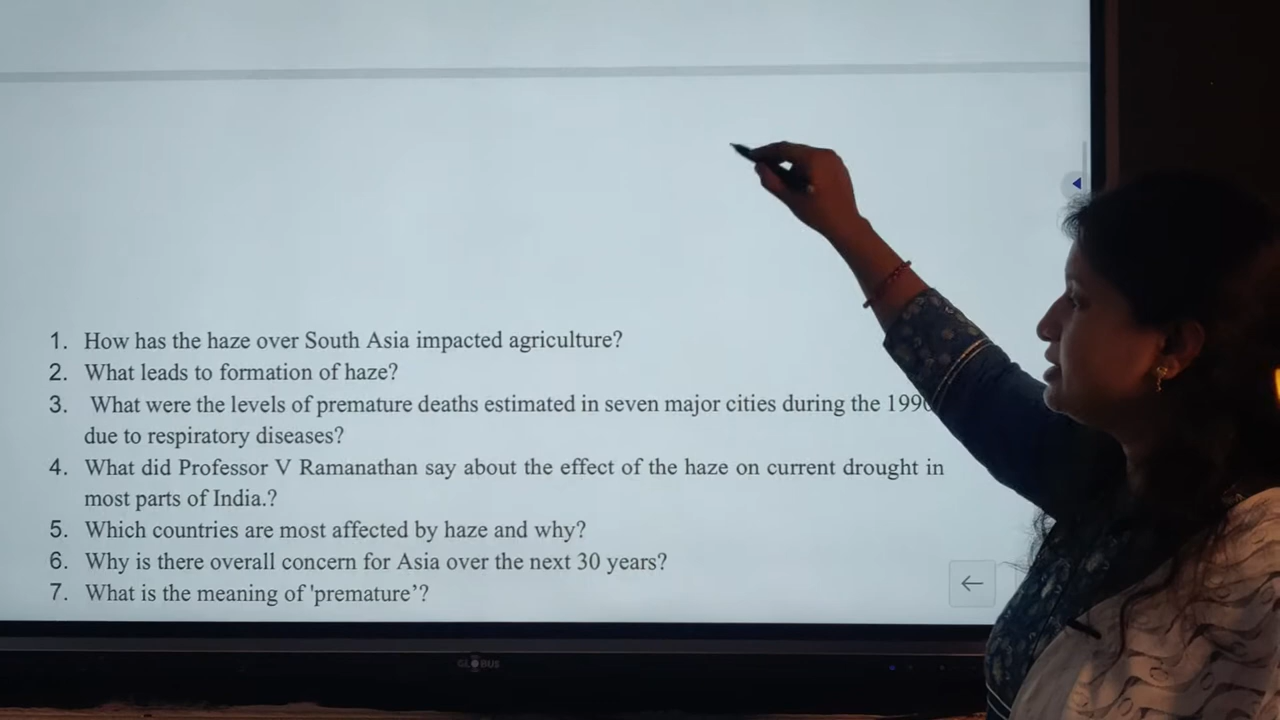 1. How has the haze over South Asia impacted agriculture?
2. What leads to formation of haze?
3. What were the levels of premature deaths estimated in seven major cities during the
due to respiratory diseases?
4. What did Professor V Ramanathan say about the effect of the haze on current drought in
most parts of India.?
5. Which countries are most affected by haze and why?
6. Why is there overall concern for Asia over the next 30 years?
7. What is the meaning of 'premature’?
GLOBUS